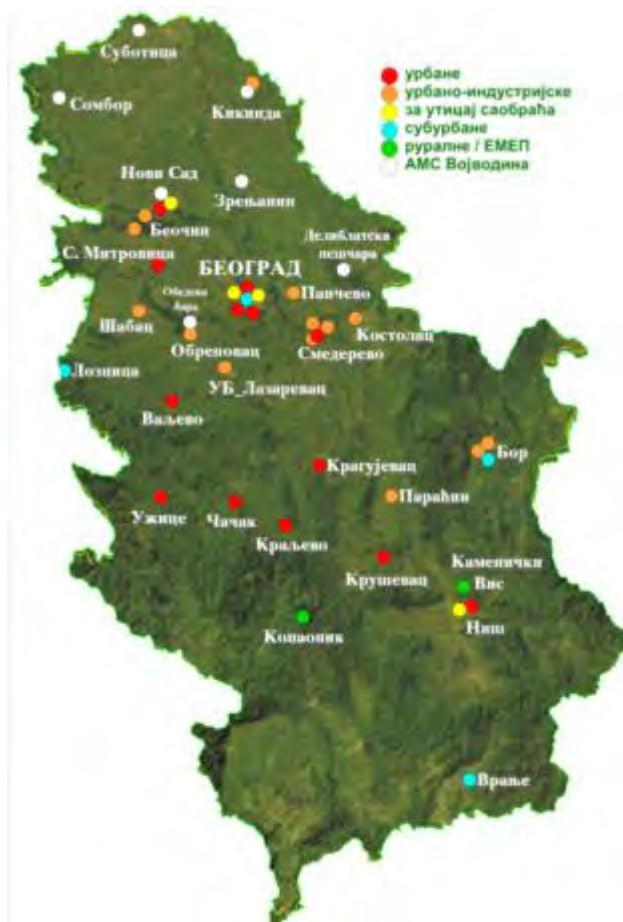 Суботица
урбане
урбано-индустријске
Сомбор
Кикинда
за утицај саобраћа
субурбане
руралне / ЕМЕП
АМС Војводина
Нови Сад
Зрењанин
Беочин
С. Митровица
Делиблатска
пешчара
БЕОГРАД
Панчево
Обедска
бара
Шабац
Костолац
Обреновац
Смедерево
Лозница
УБ_Лазаревац
Ваљево
Бор
Крагујевац
Параћин
Ужице
Чачак
Краљево
Крушевац
Каменички
Вис
Копаоник
Ниш
Врање